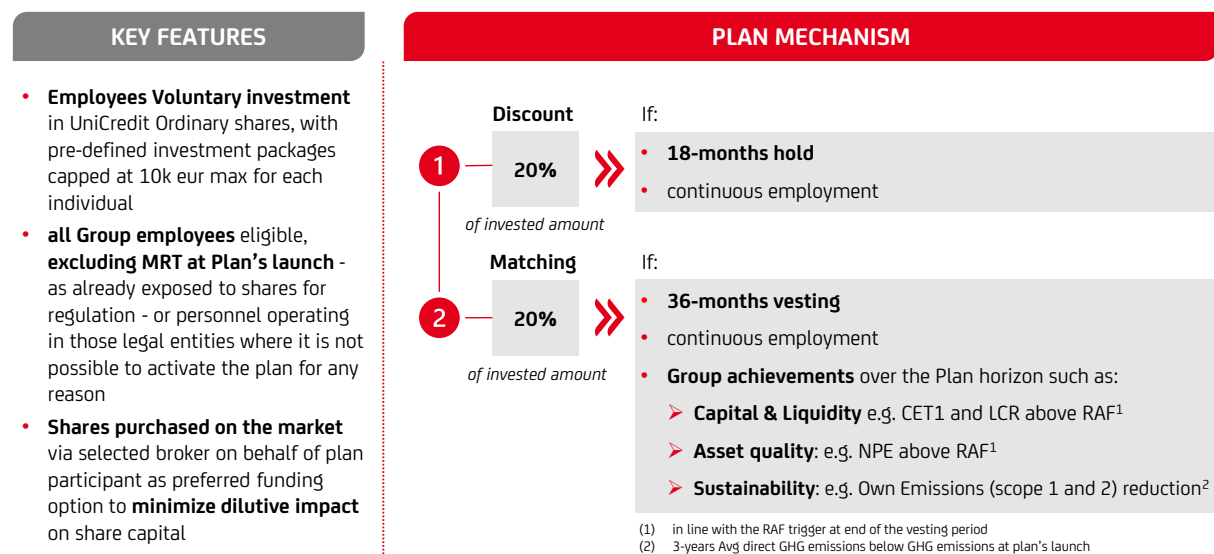 KEY FEATURES
• Employees Voluntary investment
in UniCredit Ordinary shares, with
pre-defined investment packages
capped at 10k eur max for each
individual
• all Group employees eligible,
excluding MRT at Plan's launch -
as already exposed to shares for
regulation - or personnel operating
in those legal entities where it is not
possible to activate the plan for any
reason
• Shares purchased on the market
via selected broker on behalf of plan
participant as preferred funding
option to minimize dilutive impact
on share capital
PLAN MECHANISM
Discount
If:
1
20%
• 18-months hold
• continuous employment
of invested amount
Matching
If:
2
20%
• 36-months vesting
• continuous employment
• Group achievements over the Plan horizon such as:
➢ Capital & Liquidity e.g. CET1 and LCR above RAF¹
➢ Asset quality: e.g. NPE above RAF¹
➢ Sustainability: e.g. Own Emissions (scope 1 and 2) reduction²
of invested amount
(1) in line with the RAF trigger at end of the vesting period
(2) 3-years Avg direct GHG emissions below GHG emissions at plan's launch